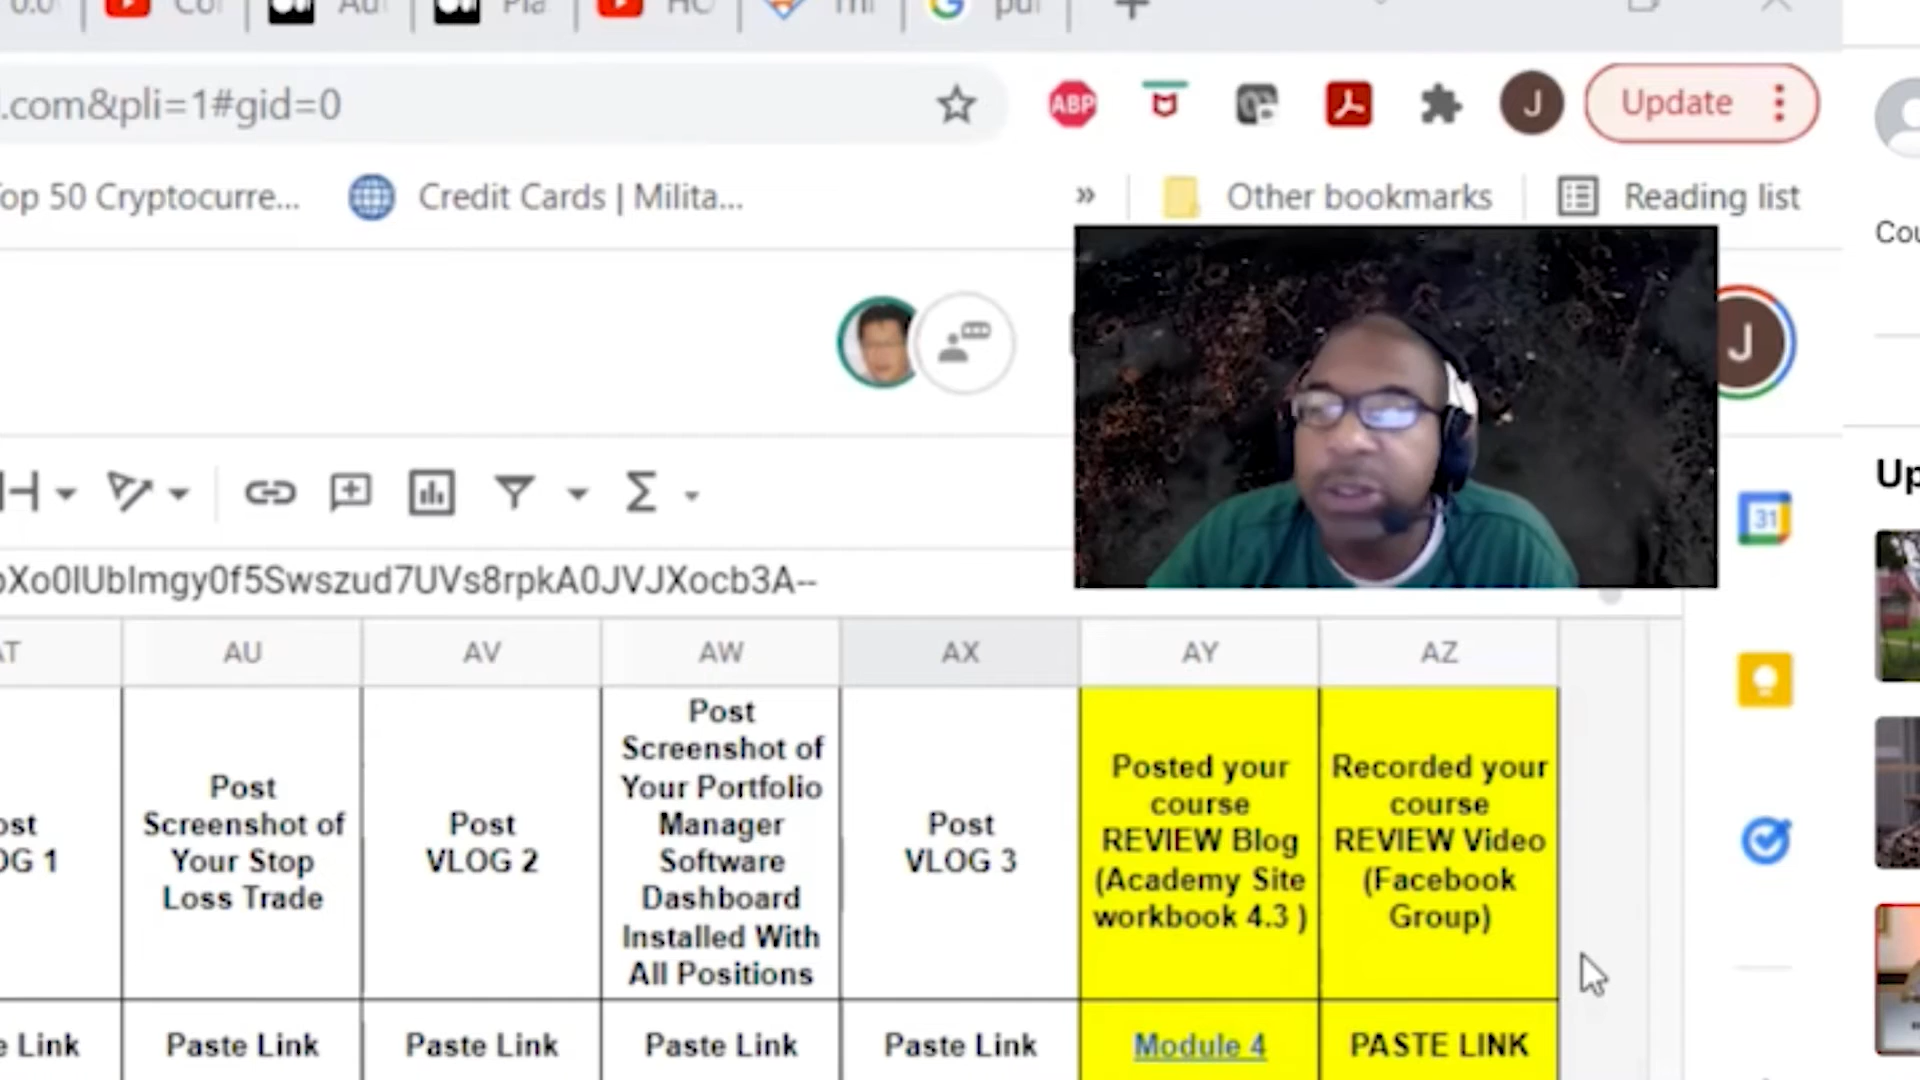 .com&pli=1#gid=0
ABP
J
Update
op 50 Cryptocurre...
Credit Cards | Milita...
»
Other bookmarks
Reading list
Cou
J
31
Up
AU
AV
AW
AX
AY
AZ
ost
OG 1
Post
Screenshot of
Your Stop
Loss Trade
Post
VLOG 2
Post
Screenshot of
Your Portfolio
Manager
Software
Dashboard
Installed With
All Positions
Post
VLOG 3
Posted your
course
REVIEW Blog
(Academy Site
workbook 4.3 )
Recorded your
course
REVIEW Video
(Facebook
Group)
e Link
Paste Link
Paste Link
Paste Link
Paste Link
Module 4
PASTE LINK